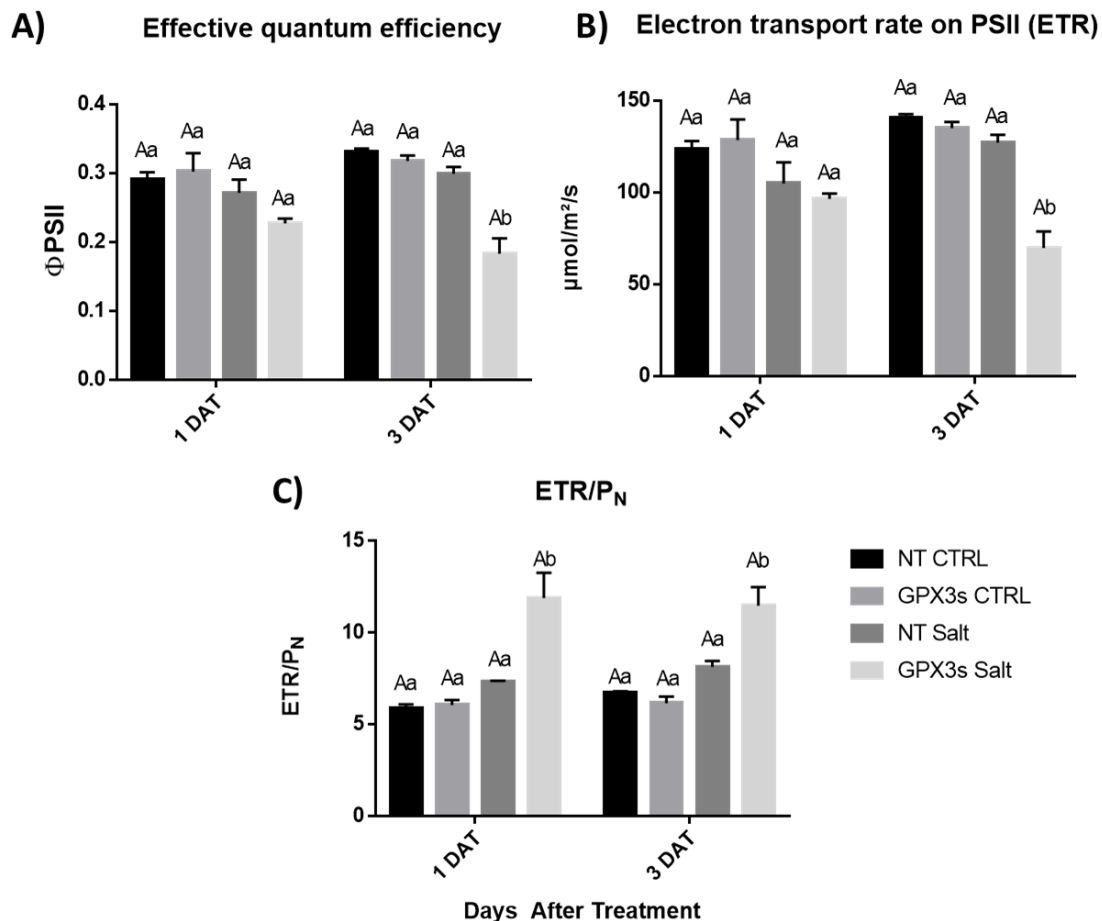 A) Effective quantum efficiency
ΦPSII
0.4
0.3
0.2
0.1
0.0
Aa Aa Aa Aa
Aa Aa Aa Ab
1 DAT 3 DAT
B) Electron transport rate on PSII (ETR)
µmol/m²/s
150
100
50
0
Aa Aa Aa Aa
Aa Aa Aa Ab
1 DAT 3 DAT
C) ETR/PN
ETR/PN
15
10
5
0
Aa Aa Aa Ab
Aa Aa Aa Ab
1 DAT 3 DAT
Days After Treatment
NT CTRL
GPX3s CTRL
NT Salt
GPX3s Salt